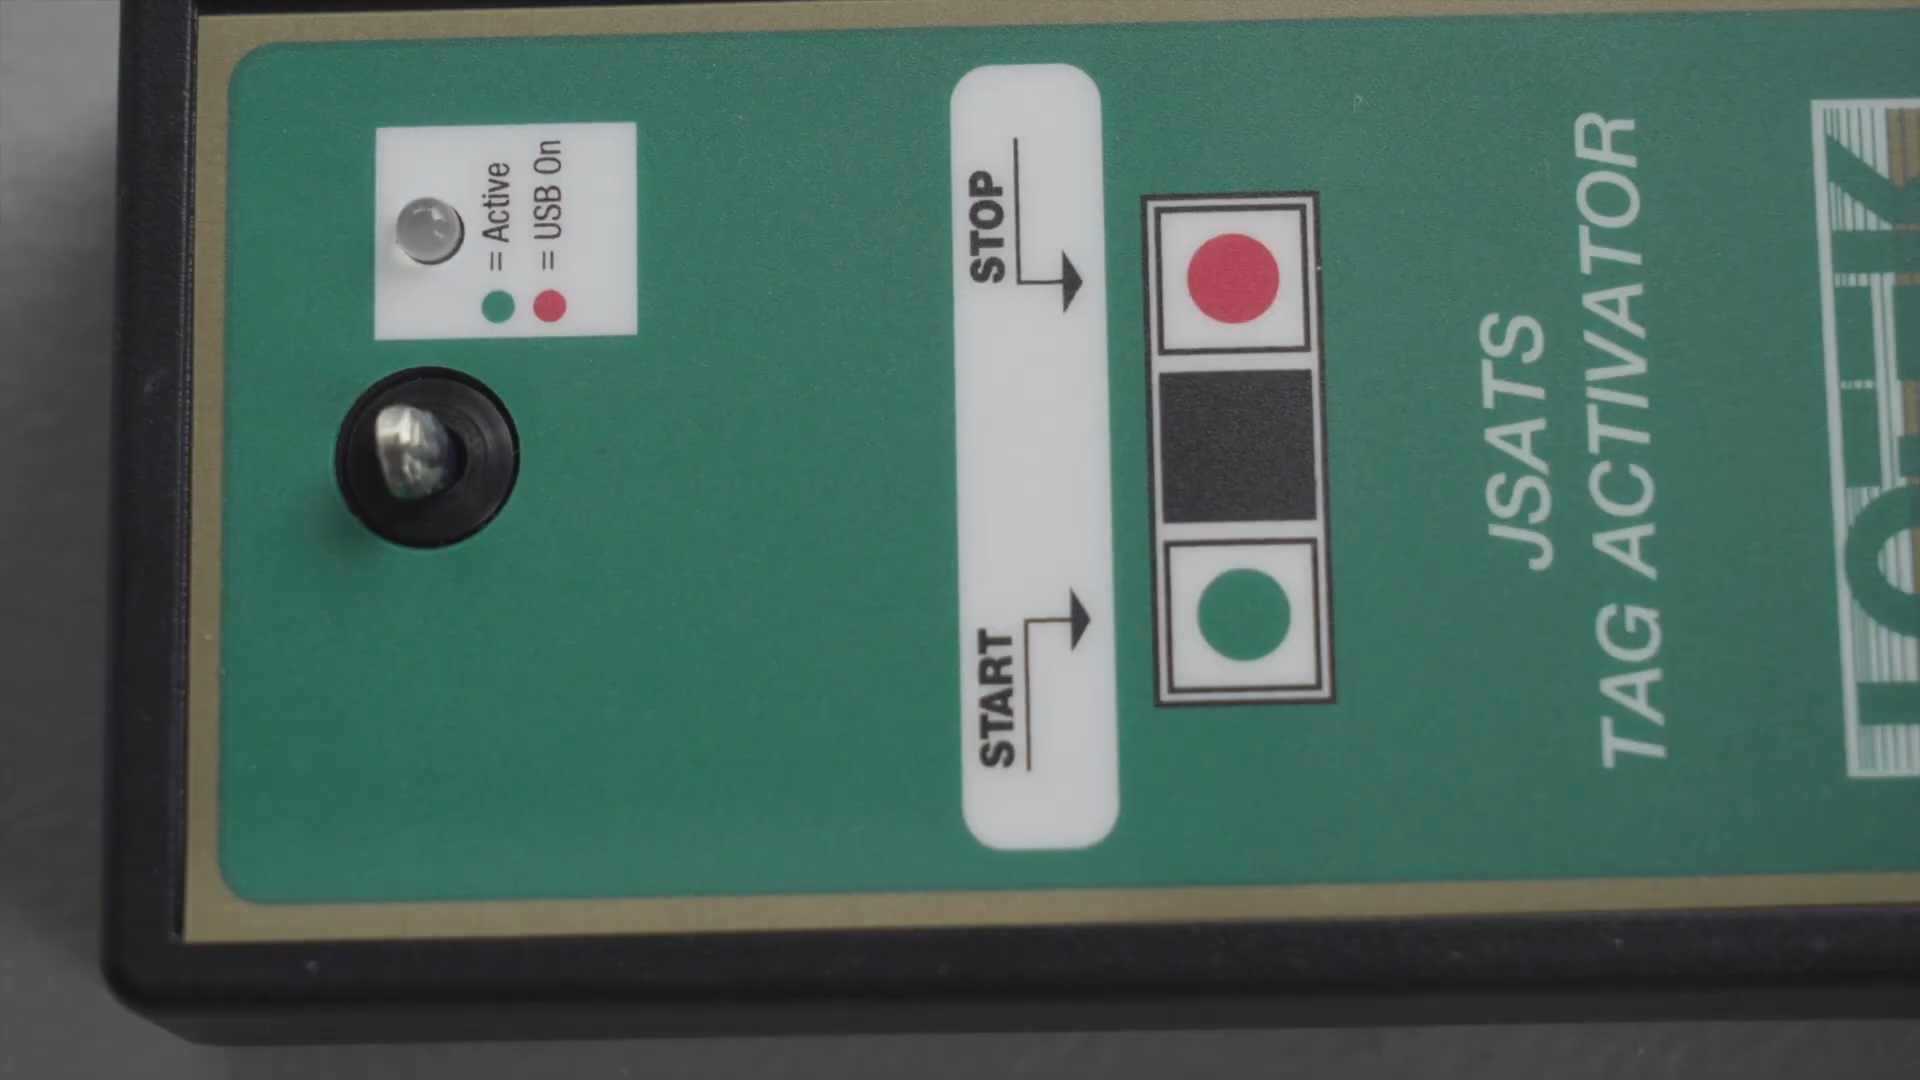 = Active
= USB On
START
STOP
JSATS
TAG ACTIVATOR